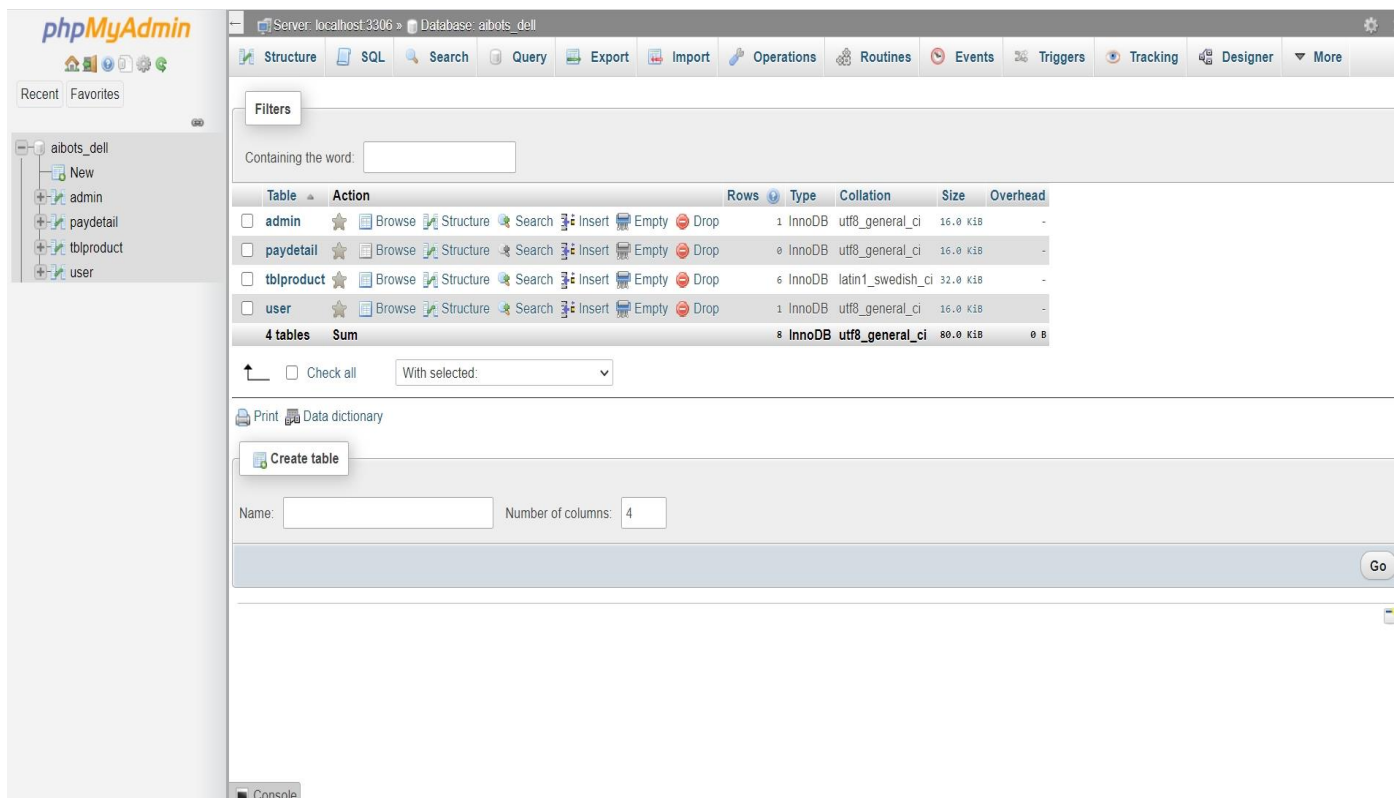 phpMyAdmin
Recent Favorites
aibots_dell
New
admin
paydetail
tblproduct
user
Server: localhost:3306 » Database: aibots_dell
Structure SQL Search Query Export Import Operations Routines Events Triggers Tracking Designer More
Filters
Containing the word:
Table Action Rows Type Collation Size Overhead
admin Browse Structure Search Insert Empty Drop 1 InnoDB utf8_general_ci 16.0 KiB -
paydetail Browse Structure Search Insert Empty Drop 0 InnoDB utf8_general_ci 16.0 KiB -
tblproduct Browse Structure Search Insert Empty Drop 6 InnoDB latin1_swedish_ci 32.0 KiB -
user Browse Structure Search Insert Empty Drop 1 InnoDB utf8_general_ci 16.0 KiB -
4 tables Sum 8 InnoDB utf8_general_ci 80.0 KiB 0 B
Check all With selected:
Print Data dictionary
Create table
Name: Number of columns: 4
Go
Console